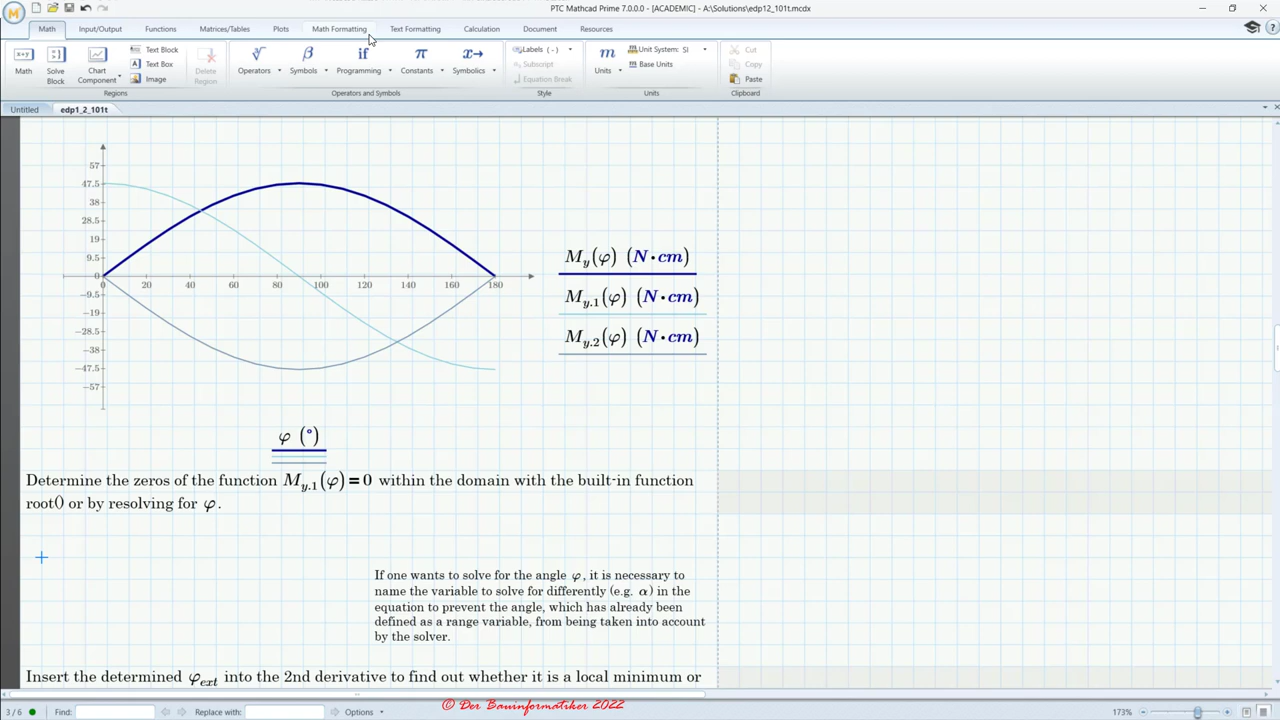 PTC Mathcad Prime 7.0.0.0 - [ACADEMIC] - A:\Solutions\edp12_101t.mcdx
Math Input/Output Functions Matrices/Tables Plots Math Formatting Text Formatting Calculation Document Resources
Math Solve Block Chart Component Text Block Text Box Image Delete Region Operators Symbols if Programming π Constants Symbolics Labels ( - ) Subscript Equation Break m Units Unit System: SI Base Units Cut Copy Paste
Regions Operators and Symbols Style Units Clipboard
Untitled edp1_2_101t
57
47.5
38
28.5
19
9.5
0
-9.5
-19
-28.5
-38
-47.5
-57
0 20 40 60 80 100 120 140 160 180
M_y(φ) (N·cm)
M_y.1(φ) (N·cm)
M_y.2(φ) (N·cm)
φ (°)
Determine the zeros of the function M_y.1(φ)=0 within the domain with the built-in function
root() or by resolving for φ.
If one wants to solve for the angle φ, it is necessary to
name the variable to solve for differently (e.g. α) in the
equation to prevent the angle, which has already been
defined as a range variable, from being taken into account
by the solver.
Insert the determined φ_ext into the 2nd derivative to find out whether it is a local minimum or
© Der Bauinformatiker 2022
3 / 6 Find: Replace with: Options 173%